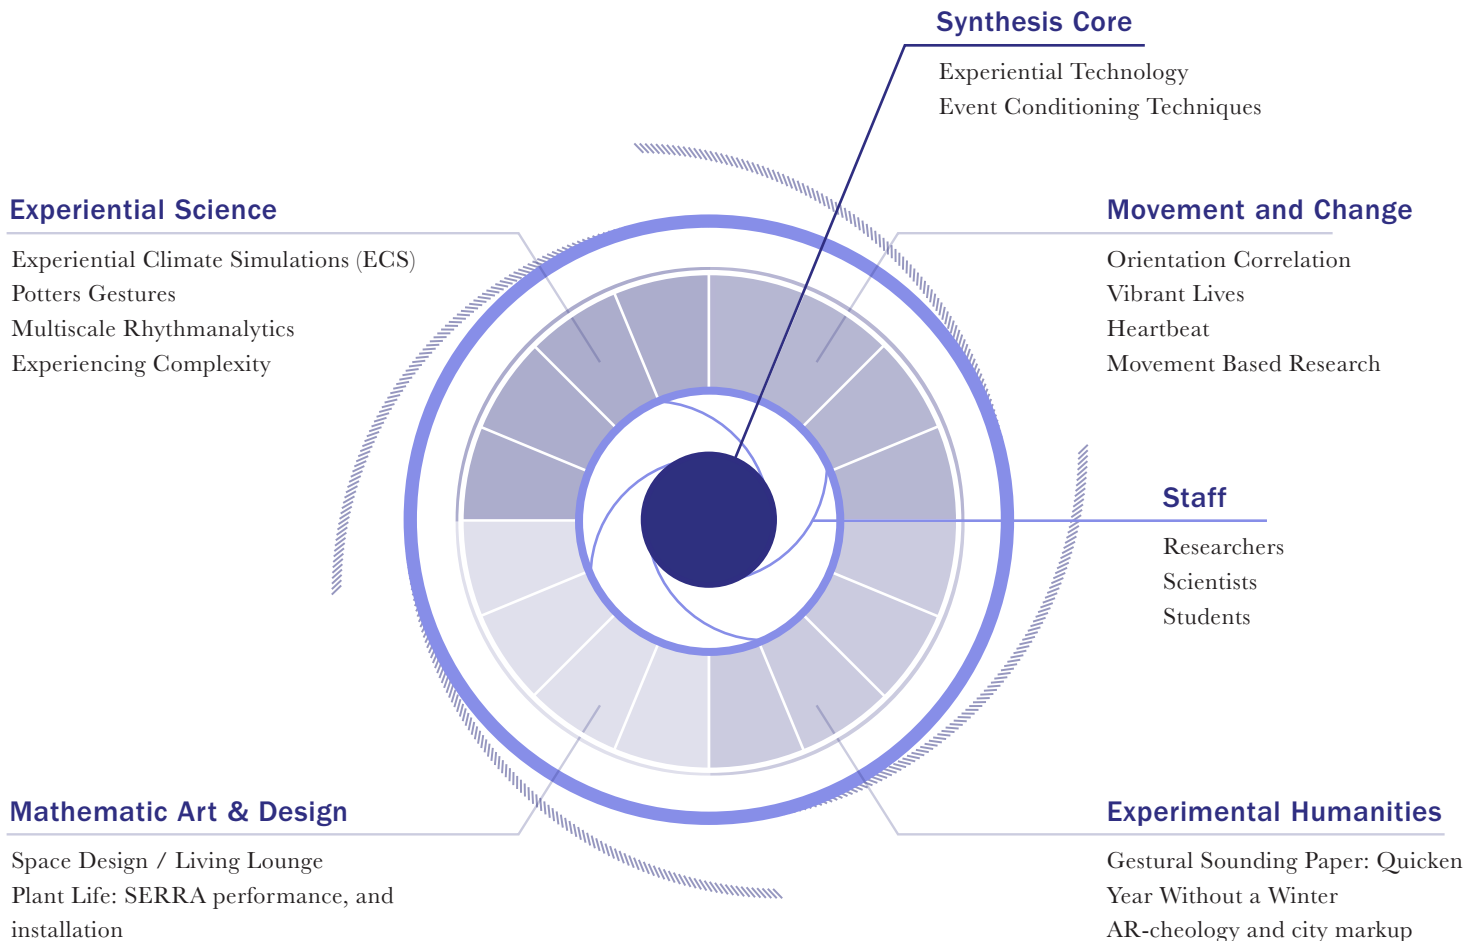 Synthesis Core
Experiential Technology
Event Conditioning Techniques
Experiential Science
Experiential Climate Simulations (ECS)
Potters Gestures
Multiscale Rhythmanalytics
Experiencing Complexity
Movement and Change
Orientation Correlation
Vibrant Lives
Heartbeat
Movement Based Research
Staff
Researchers
Scientists
Students
Mathematic Art & Design
Space Design / Living Lounge
Plant Life: SERRA performance, and
installation
Experimental Humanities
Gestural Sounding Paper: Quicken
Year Without a Winter
AR-cheology and city markup